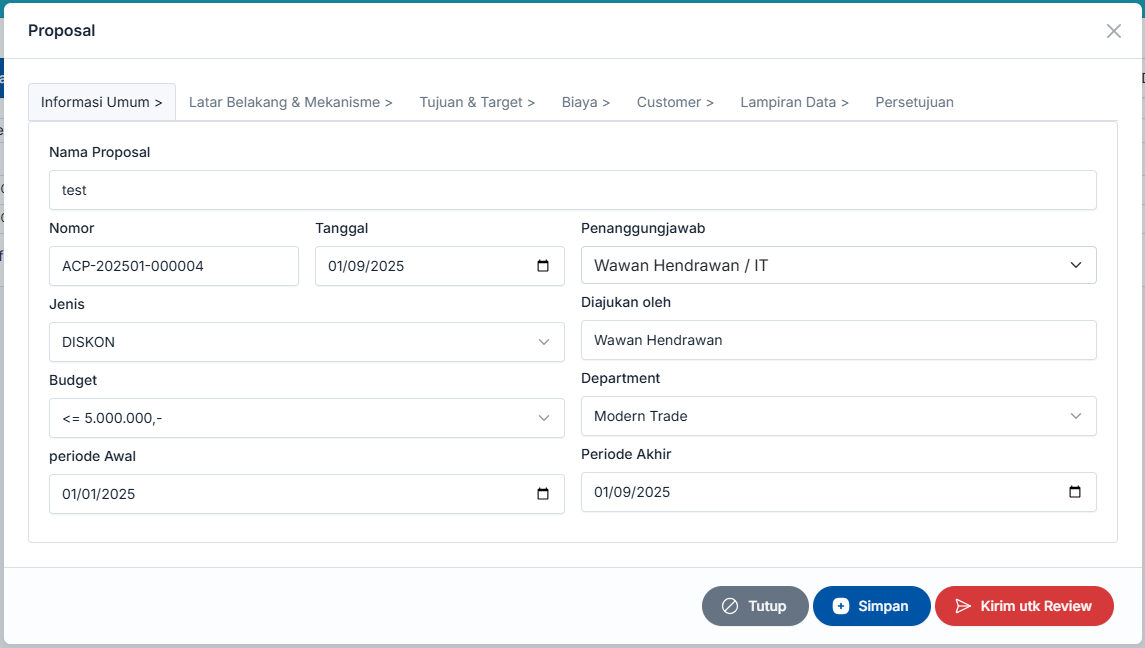 Proposal
Informasi Umum > Latar Belakang & Mekanisme > Tujuan & Target > Biaya > Customer > Lampiran Data > Persetujuan
Nama Proposal
test
Nomor Tanggal Penanggungjawab
ACP-202501-000004 01/09/2025 Wawan Hendrawan / IT
Jenis Diajukan oleh
DISKON Wawan Hendrawan
Budget Department
<= 5.000.000,- Modern Trade
periode Awal Periode Akhir
01/01/2025 01/09/2025
Tutup Simpan Kirim utk Review